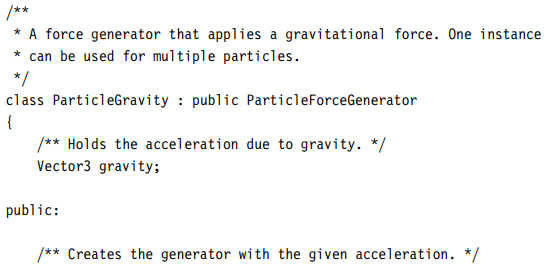 /**
 * A force generator that applies a gravitational force. One instance
 * can be used for multiple particles.
 */
class ParticleGravity : public ParticleForceGenerator
{
    /** Holds the acceleration due to gravity. */
    Vector3 gravity;

public:

    /** Creates the generator with the given acceleration. */